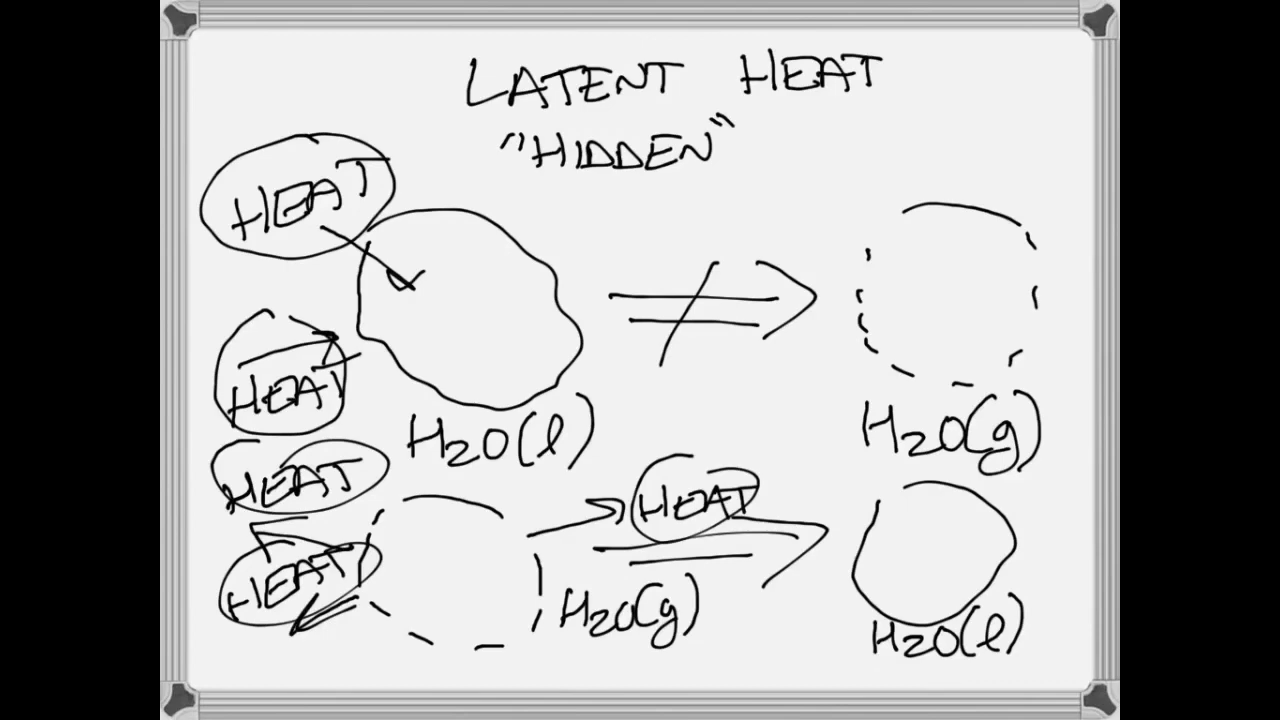 LATENT HEAT
"HIDDEN"
HEAT
HEAT
H2O(l)
H2O(g)
HEAT
HEAT
HEAT
H2O(g)
H2O(l)